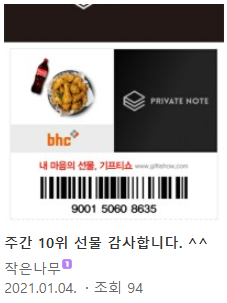 PRIVATE NOTE
bhc
내 마음의 선물, 기프티쇼 www.giftishow.com
9001 5060 8635
주간 10위 선물 감사합니다. ^^
작은나무 1
2021.01.04. · 조회 94